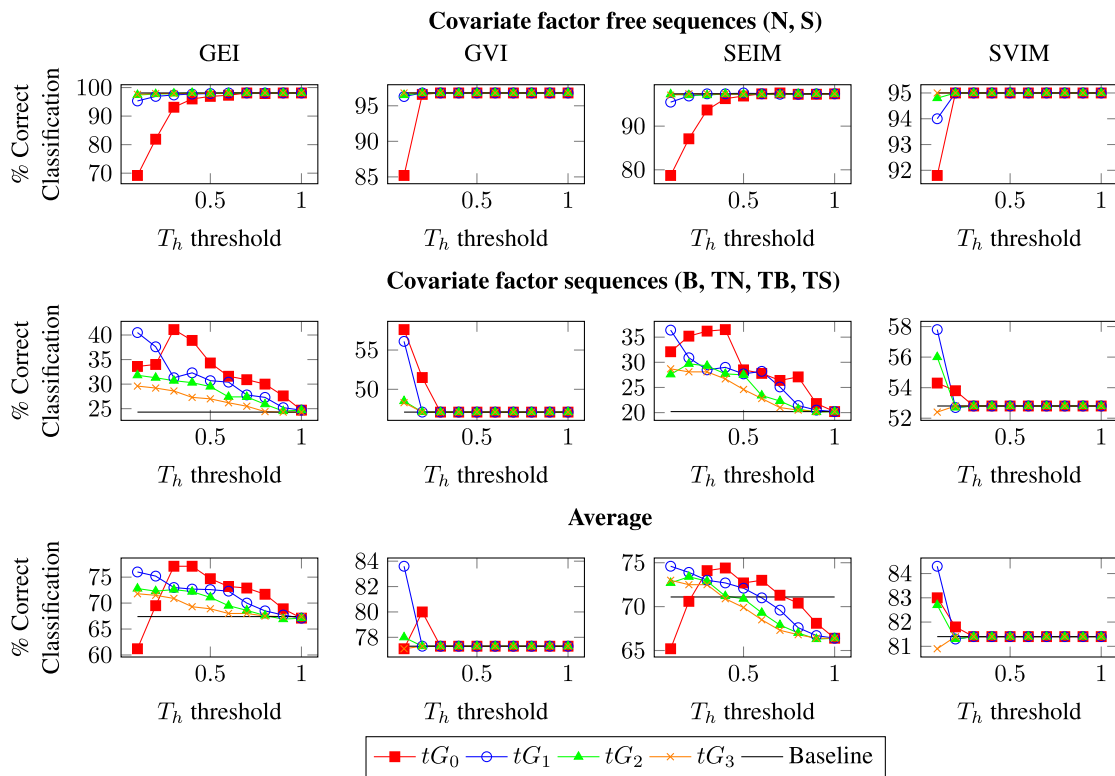 Covariate factor free sequences (N, S)
GEI GVI SEIM SVIM
% Correct Classification
100 90 80 70
0.5 1
T_h threshold
95 90 85
0.5 1
T_h threshold
90 80
0.5 1
T_h threshold
95 94 93 92
0.5 1
T_h threshold
Covariate factor sequences (B, TN, TB, TS)
% Correct Classification
40 35 30 25
0.5 1
T_h threshold
55 50
0.5 1
T_h threshold
35 30 25 20
0.5 1
T_h threshold
58 56 54 52
0.5 1
T_h threshold
Average
% Correct Classification
75 70 65 60
0.5 1
T_h threshold
84 82 80 78
0.5 1
T_h threshold
75 70 65
0.5 1
T_h threshold
84 83 82 81
0.5 1
T_h threshold
tG_0 tG_1 tG_2 tG_3 Baseline